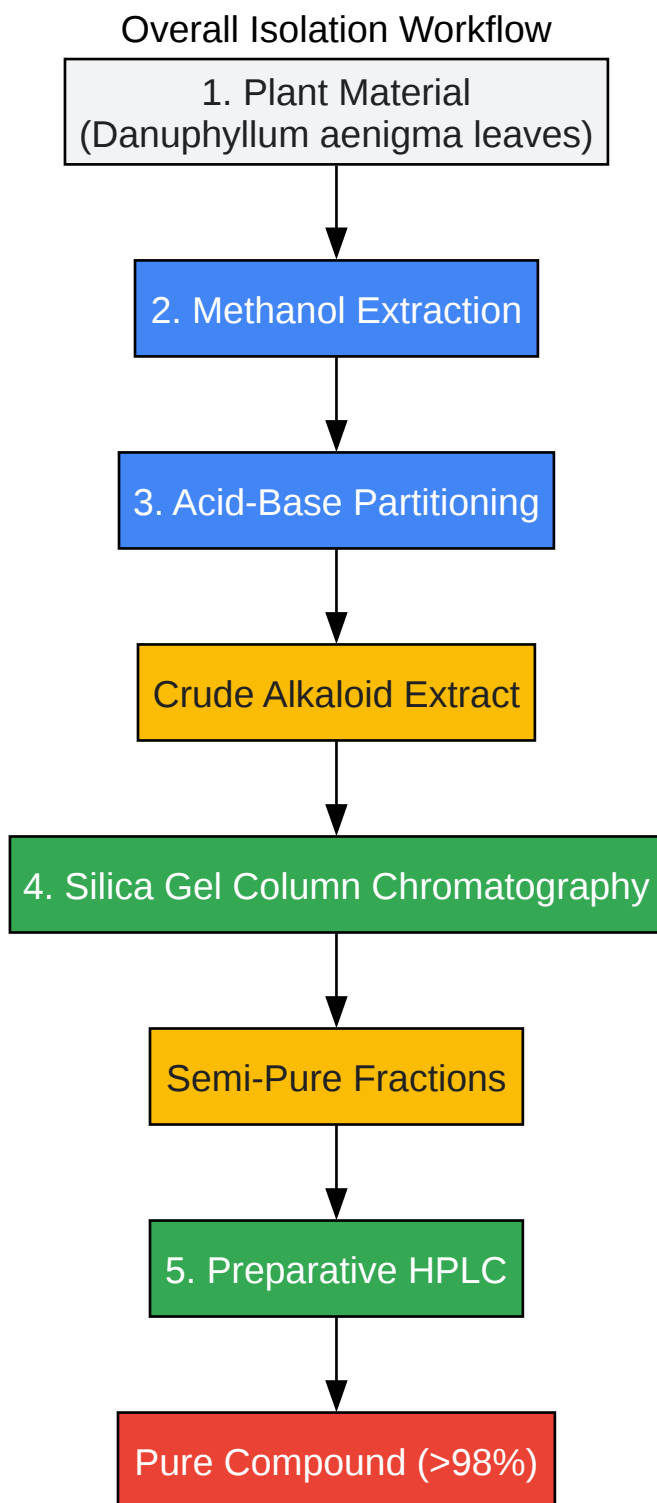 Overall Isolation Workflow
1. Plant Material
(Danuphyllum aenigma leaves)
2. Methanol Extraction
3. Acid-Base Partitioning
Crude Alkaloid Extract
4. Silica Gel Column Chromatography
Semi-Pure Fractions
5. Preparative HPLC
Pure Compound (>98%)